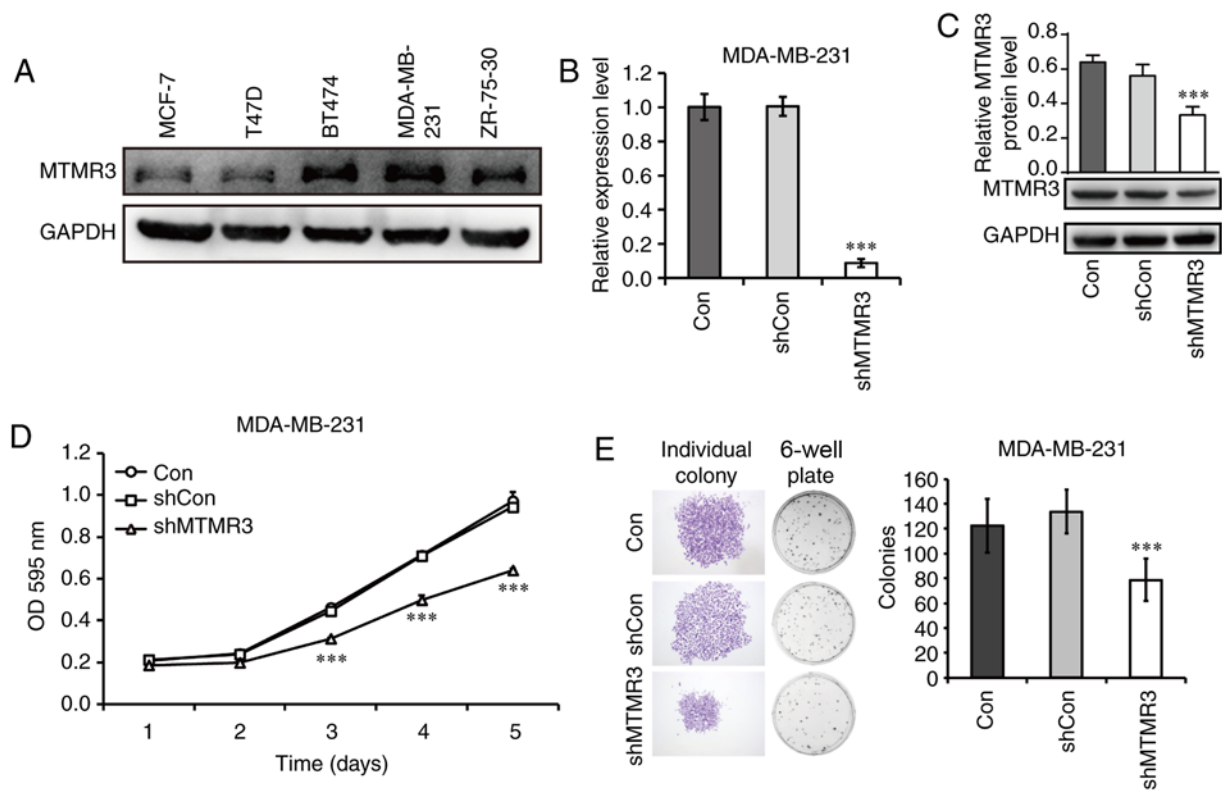 A
MCF-7
T47D
BT474
MDA-MB-
231
ZR-75-30
MTMR3
GAPDH
B
MDA-MB-231
Relative expression level
1.2
1.0
0.8
0.6
0.4
0.2
0.0
***
Con
shCon
shMTMR3
C
Relative MTMR3
protein level
0.8
0.6
0.4
0.2
0.0
***
MTMR3
GAPDH
Con
shCon
shMTMR3
D
MDA-MB-231
OD 595 nm
1.2
1.0
0.8
0.6
0.4
0.2
0.0
Con
shCon
shMTMR3
***
***
***
1 2 3 4 5
Time (days)
E
Individual
colony
6-well
plate
Con
shCon
shMTMR3
MDA-MB-231
Colonies
160
140
120
100
80
60
40
20
0
***
Con
shCon
shMTMR3